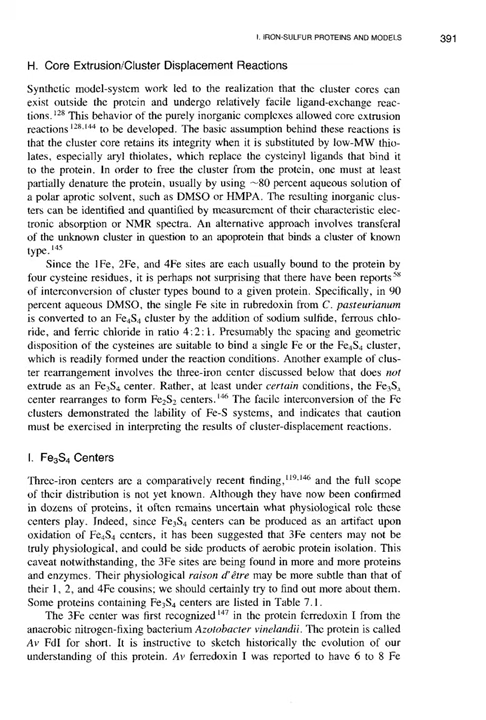 I. IRON-SULFUR PROTEINS AND MODELS 391
H. Core Extrusion/Cluster Displacement Reactions
Synthetic model-system work led to the realization that the cluster cores can
exist outside the protein and undergo relatively facile ligand-exchange reac-
tions.128 This behavior of the purely inorganic complexes allowed core extrusion
reactions128,144 to be developed. The basic assumption behind these reactions is
that the cluster core retains its integrity when it is substituted by low-MW thio-
lates, especially aryl thiolates, which replace the cysteinyl ligands that bind it
to the protein. In order to free the cluster from the protein, one must at least
partially denature the protein, usually by using ~80 percent aqueous solution of
a polar aprotic solvent, such as DMSO or HMPA. The resulting inorganic clus-
ters can be identified and quantified by measurement of their characteristic elec-
tronic absorption or NMR spectra. An alternative approach involves transferal
of the unknown cluster in question to an apoprotein that binds a cluster of known
type.145
Since the 1Fe, 2Fe, and 4Fe sites are each usually bound to the protein by
four cysteine residues, it is perhaps not surprising that there have been reports58
of interconversion of cluster types bound to a given protein. Specifically, in 90
percent aqueous DMSO, the single Fe site in rubredoxin from C. pasteurianum
is converted to an Fe4S4 cluster by the addition of sodium sulfide, ferrous chlo-
ride, and ferric chloride in ratio 4:2:1. Presumably the spacing and geometric
disposition of the cysteines are suitable to bind a single Fe or the Fe4S4 cluster,
which is readily formed under the reaction conditions. Another example of clus-
ter rearrangement involves the three-iron center discussed below that does not
extrude as an Fe3S4 center. Rather, at least under certain conditions, the Fe3Sx
center rearranges to form Fe2S2 centers.146 The facile interconversion of the Fe
clusters demonstrated the lability of Fe-S systems, and indicates that caution
must be exercised in interpreting the results of cluster-displacement reactions.
I. Fe3S4 Centers
Three-iron centers are a comparatively recent finding,119,146 and the full scope
of their distribution is not yet known. Although they have now been confirmed
in dozens of proteins, it often remains uncertain what physiological role these
centers play. Indeed, since Fe3S4 centers can be produced as an artifact upon
oxidation of Fe4S4 centers, it has been suggested that 3Fe centers may not be
truly physiological, and could be side products of aerobic protein isolation. This
caveat notwithstanding, the 3Fe sites are being found in more and more proteins
and enzymes. Their physiological raison d'être may be more subtle than that of
their 1, 2, and 4Fe cousins; we should certainly try to find out more about them.
Some proteins containing Fe3S4 centers are listed in Table 7.1.
The 3Fe center was first recognized147 in the protein ferredoxin I from the
anaerobic nitrogen-fixing bacterium Azotobacter vinelandii. The protein is called
Av FdI for short. It is instructive to sketch historically the evolution of our
understanding of this protein. Av ferredoxin I was reported to have 6 to 8 Fe